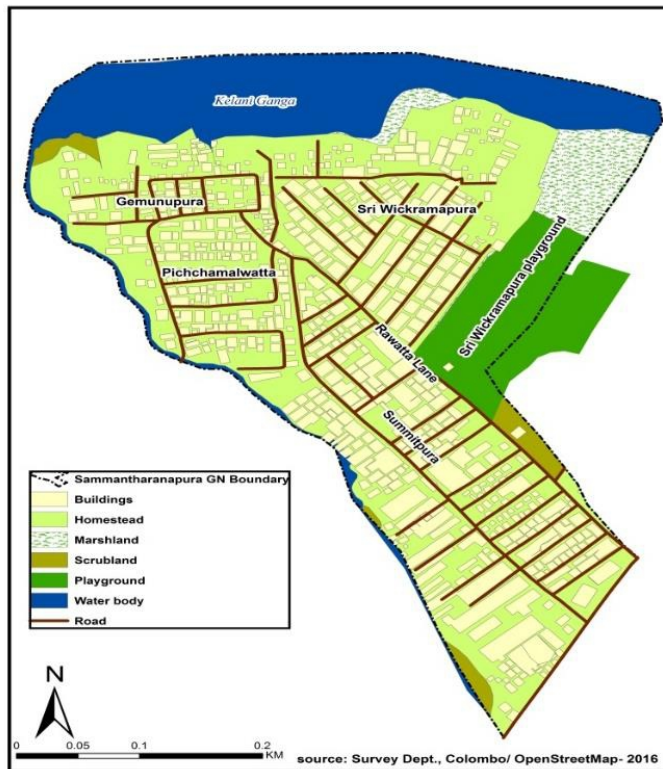 Kelani Ganga
Gemunupura
Sri Wickramapura
Pichchamalwatta
Sri Wickramapura playground
Rawatta Lane
Summitpura
Sammantharanapura GN Boundary
Buildings
Homestead
Marshland
Scrubland
Playground
Water body
Road
N
0 0.05 0.1 0.2
KM
source: Survey Dept., Colombo/ OpenStreetMap- 2016